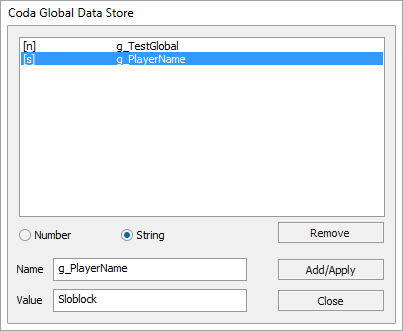 Coda Global Data Store
[n] g_TestGlobal
[s] g_PlayerName
Number String Remove
Name g_PlayerName Add/Apply
Value Sloblock Close